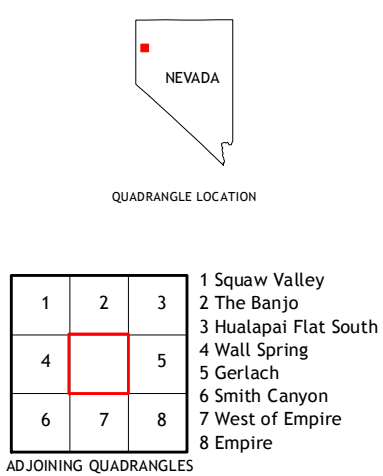 NEVADA
QUADRANGLE LOCATION
1 2 3
4 5
6 7 8
1 Squaw Valley
2 The Banjo
3 Hualapai Flat South
4 Wall Spring
5 Gerlach
6 Smith Canyon
7 West of Empire
8 Empire
ADJOINING QUADRANGLES